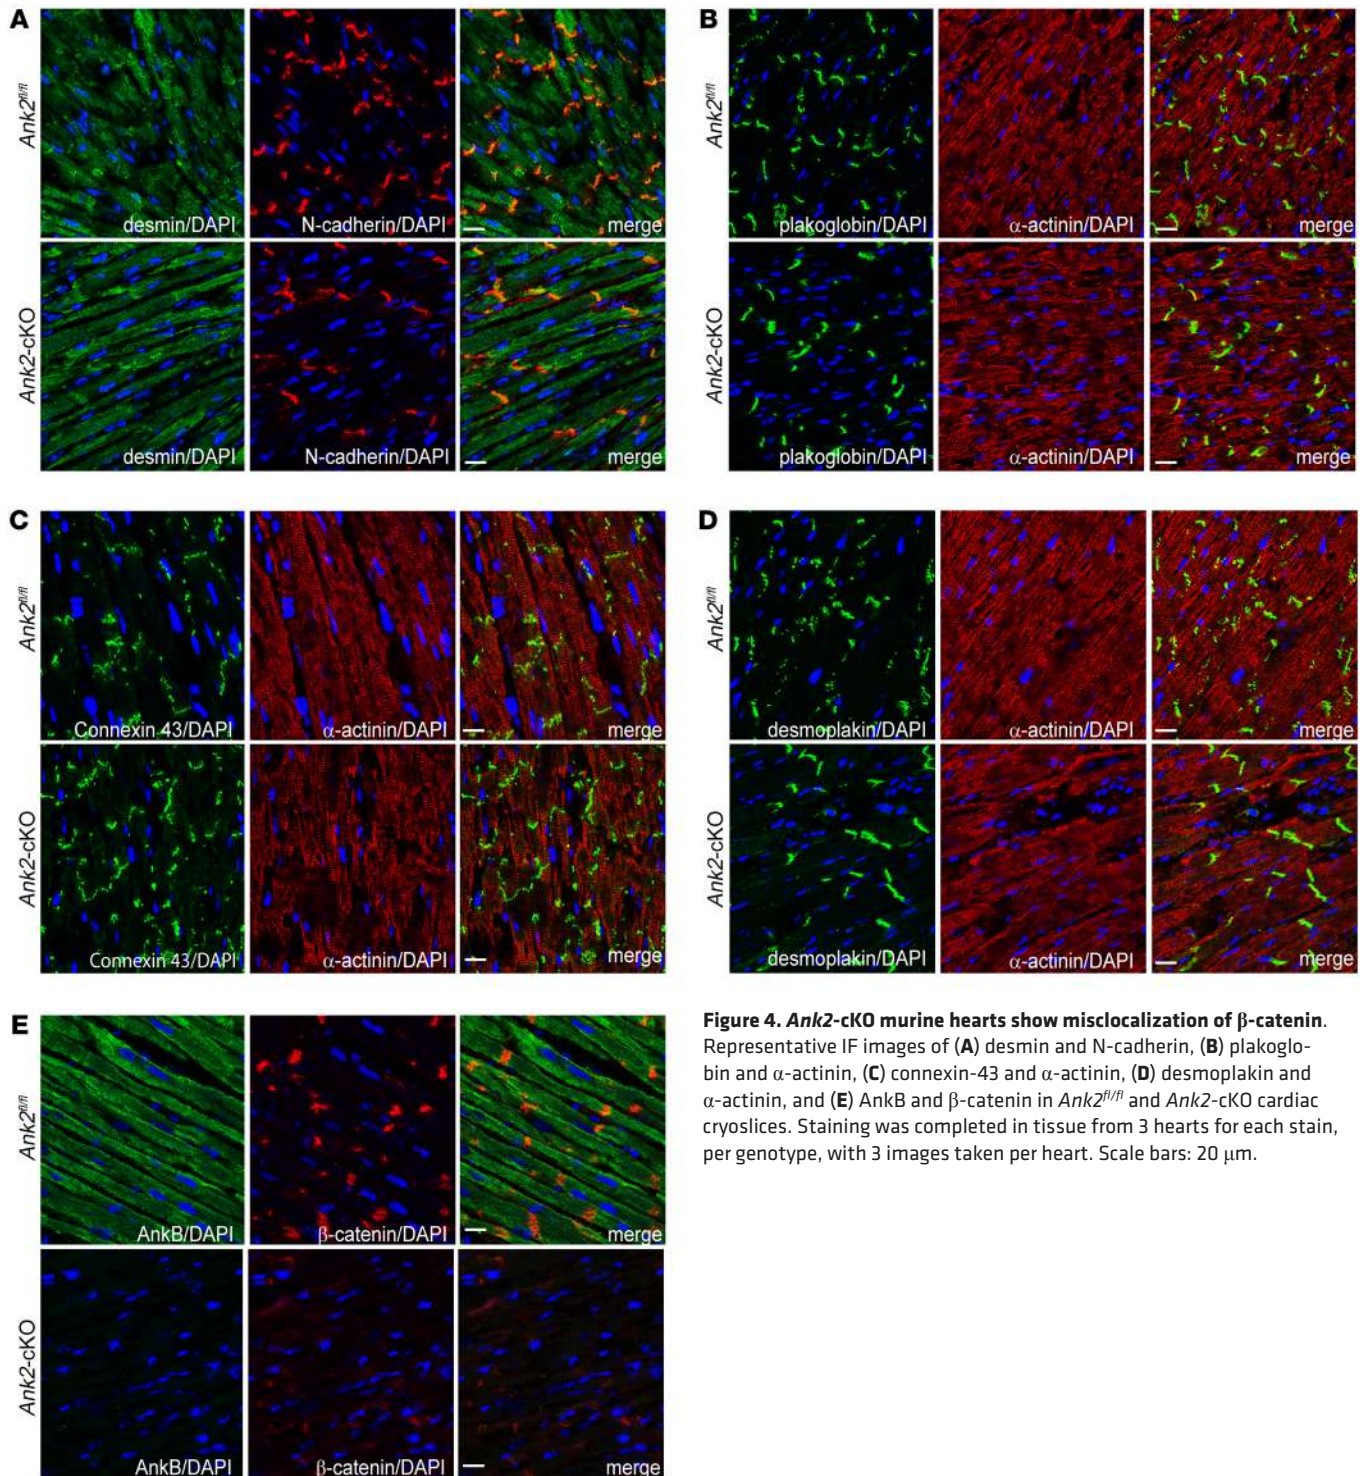 A
B
Ank2fl/fl
desmin/DAPI
N-cadherin/DAPI
merge
Ank2fl/fl
plakoglobin/DAPI
α-actinin/DAPI
merge
Ank2-cKO
desmin/DAPI
N-cadherin/DAPI
merge
Ank2-cKO
plakoglobin/DAPI
α-actinin/DAPI
merge
C
D
Ank2fl/fl
Connexin 43/DAPI
α-actinin/DAPI
merge
Ank2fl/fl
desmoplakin/DAPI
α-actinin/DAPI
merge
Ank2-cKO
Connexin 43/DAPI
α-actinin/DAPI
merge
Ank2-cKO
desmoplakin/DAPI
α-actinin/DAPI
merge
E
Ank2fl/fl
AnkB/DAPI
β-catenin/DAPI
merge
Ank2-cKO
AnkB/DAPI
β-catenin/DAPI
merge
Figure 4. Ank2-cKO murine hearts show misclocalization of β-catenin.
Representative IF images of (A) desmin and N-cadherin, (B) plakoglo-
bin and α-actinin, (C) connexin-43 and α-actinin, (D) desmoplakin and
α-actinin, and (E) AnkB and β-catenin in Ank2fl/fl and Ank2-cKO cardiac
cryoslices. Staining was completed in tissue from 3 hearts for each stain,
per genotype, with 3 images taken per heart. Scale bars: 20 μm.